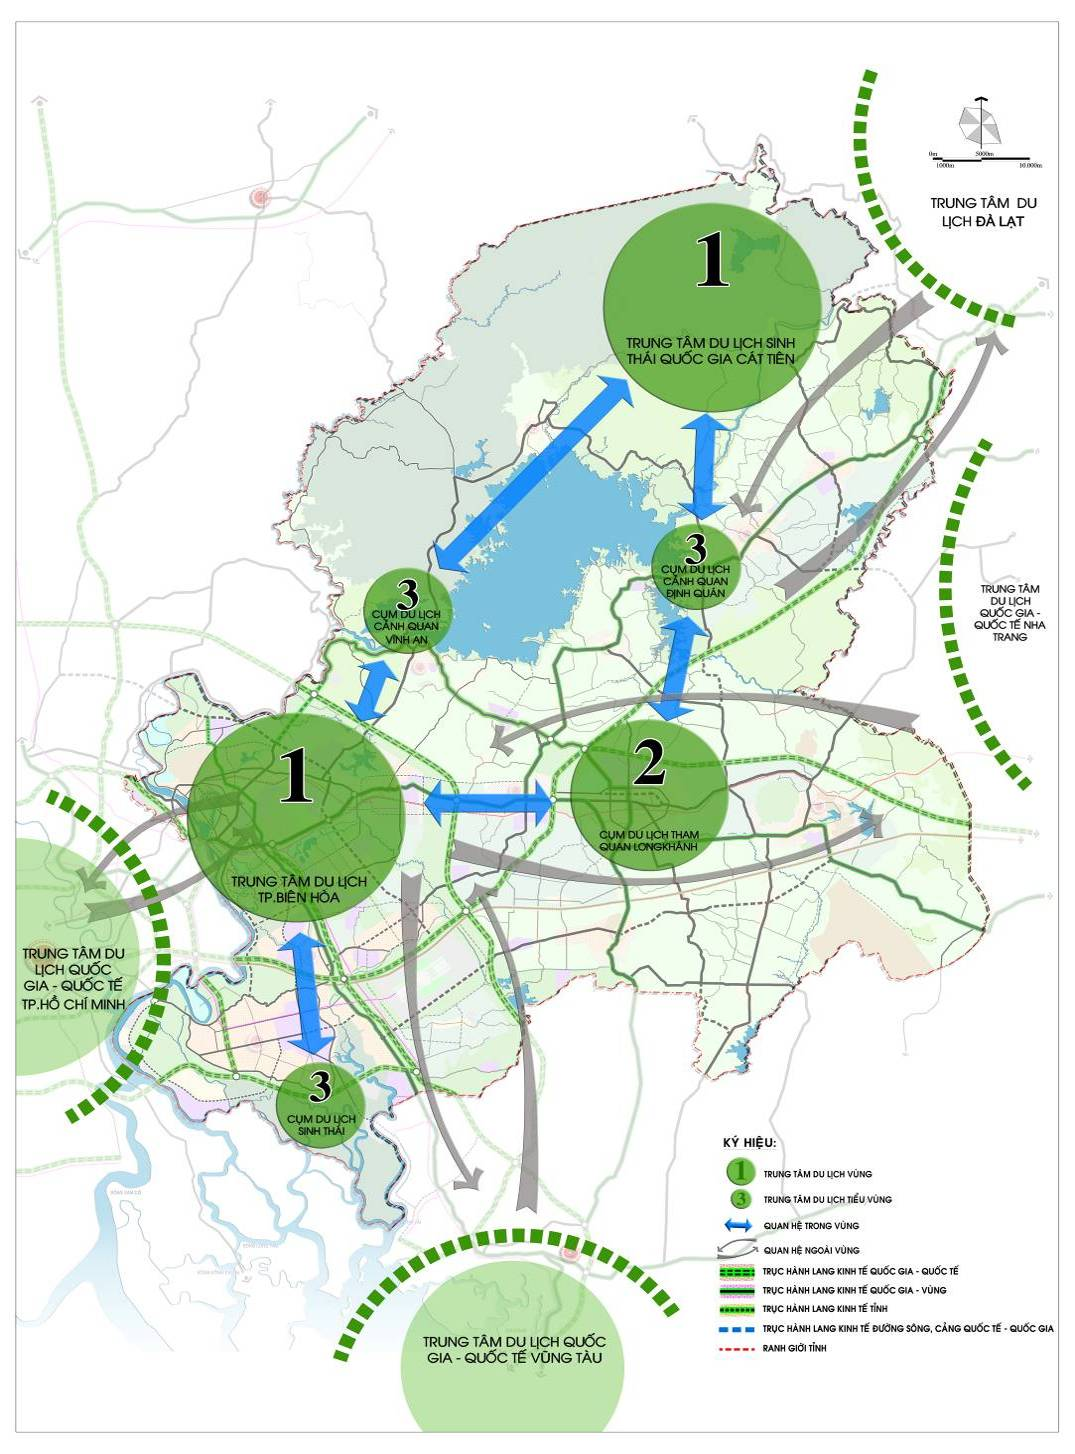 0m
5000m
1000m
10.000m
TRUNG TÂM DU
LỊCH ĐÀ LẠT
1
TRUNG TÂM DU LỊCH SINH
THÁI QUỐC GIA CÁT TIÊN
3
CỤM DU LỊCH
CẢNH QUAN
ĐỊNH QUÁN
3
CỤM DU LỊCH
CẢNH QUAN
VĨNH AN
TRUNG TÂM
DU LỊCH
QUỐC GIA -
QUỐC TẾ NHA
TRANG
1
TRUNG TÂM DU LỊCH
TP.BIÊN HÒA
2
CỤM DU LỊCH THAM
QUAN LONGKHÁNH
TRUNG TÂM DU
LỊCH QUỐC
GIA - QUỐC TẾ
TP.HỒ CHÍ MINH
3
CỤM DU LỊCH
SINH THÁI
TRUNG TÂM DU LỊCH QUỐC
GIA - QUỐC TẾ VŨNG TÀU
KÝ HIỆU:
1
TRUNG TÂM DU LỊCH VÙNG
3
TRUNG TÂM DU LỊCH TIỂU VÙNG
QUAN HỆ TRONG VÙNG
QUAN HỆ NGOÀI VÙNG
TRỤC HÀNH LANG KINH TẾ QUỐC GIA - QUỐC TẾ
TRỤC HÀNH LANG KINH TẾ QUỐC GIA - VÙNG
TRỤC HÀNH LANG KINH TẾ TỈNH
TRỤC HÀNH LANG KINH TẾ ĐƯỜNG SÔNG, CẢNG QUỐC TẾ - QUỐC GIA
RANH GIỚI TỈNH